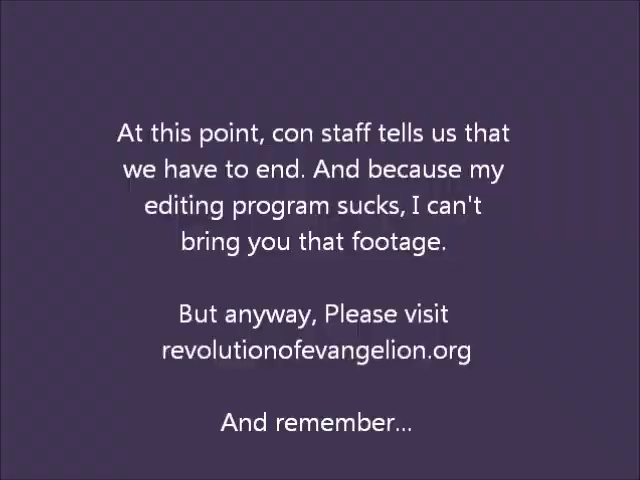 At this point, con staff tells us that
we have to end. And because my
editing program sucks, I can't
bring you that footage.
But anyway, Please visit
revolutionofevangelion.org
And remember...